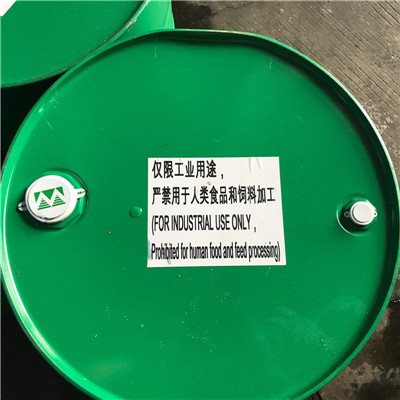 仅限工业用途，
严禁用于人类食品和饲料加工
(FOR INDUSTRIAL USE ONLY ,
Prohibited for human food and feed processing)